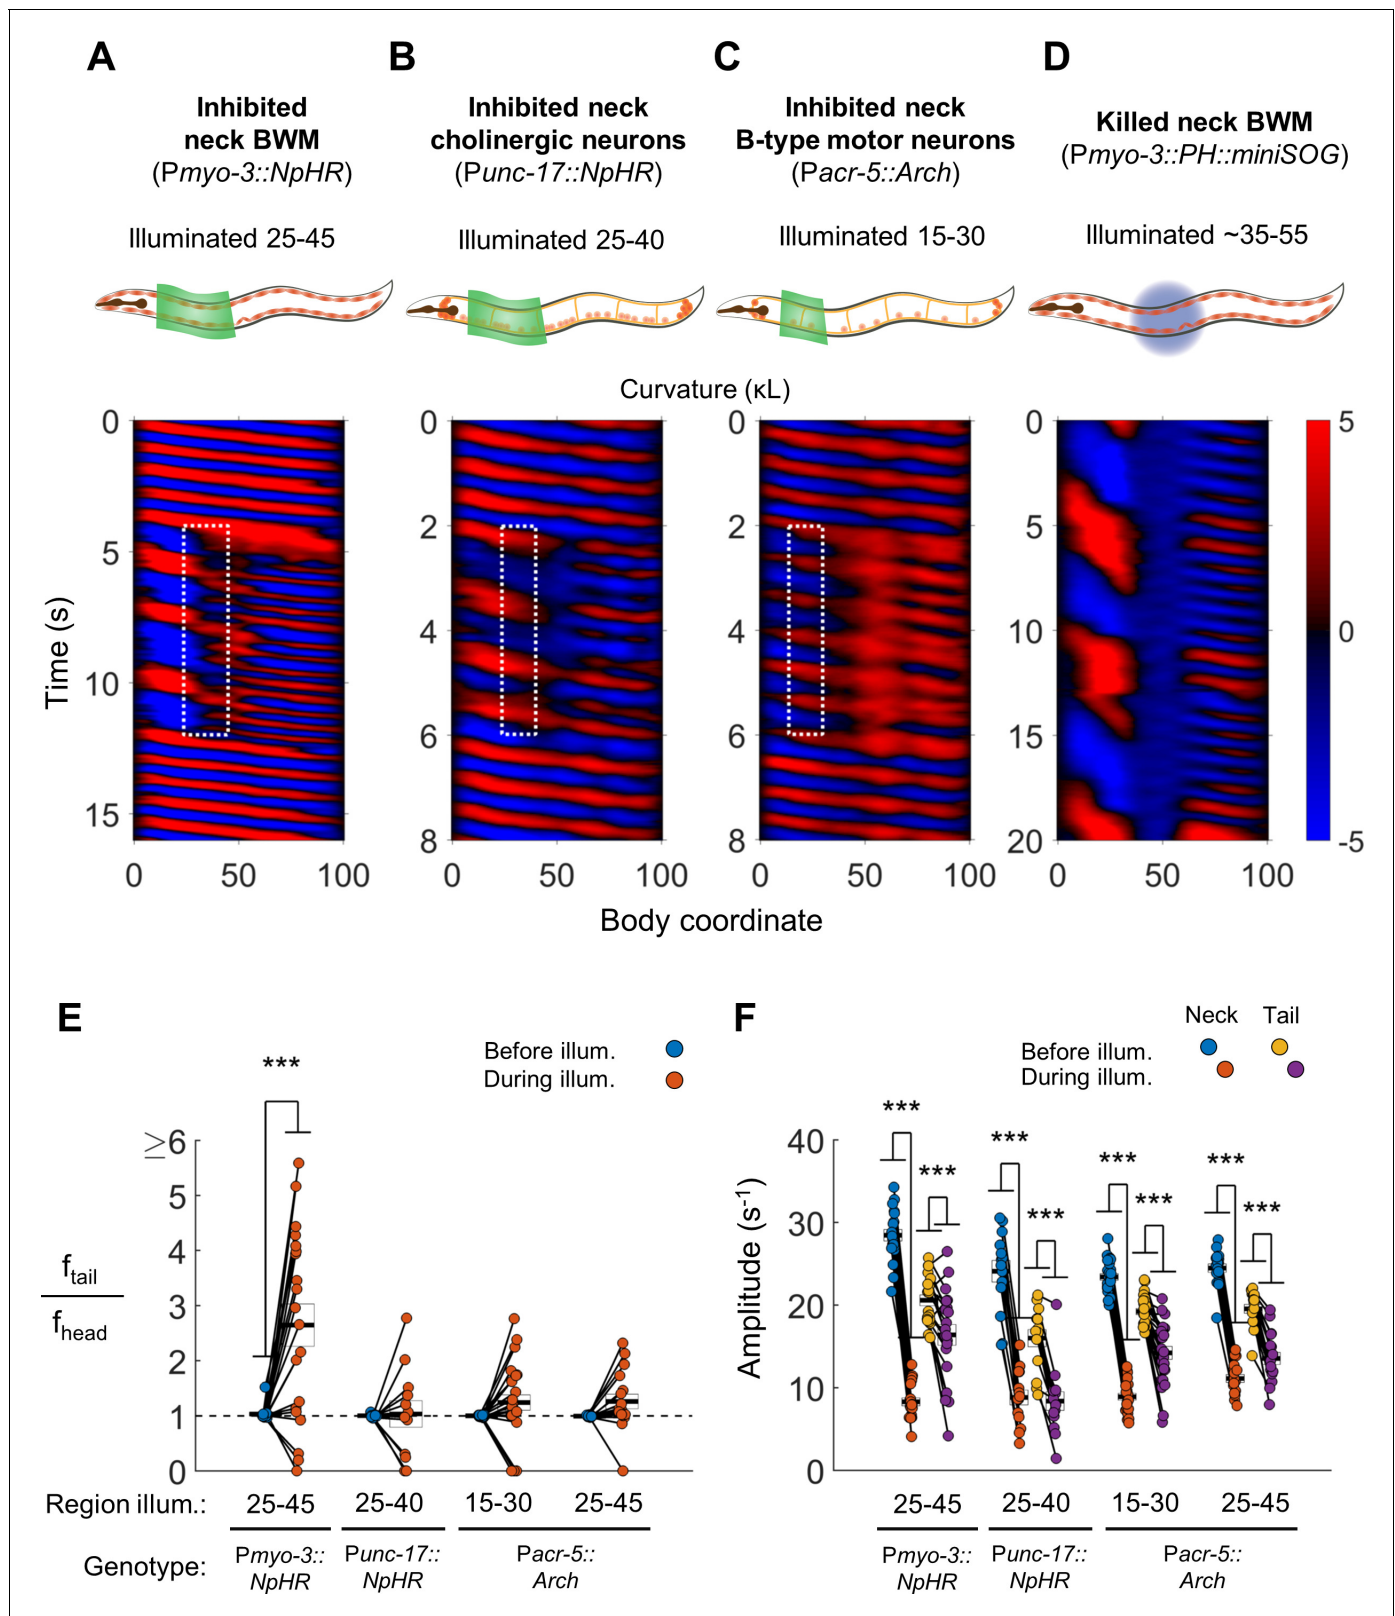 A
B
C
D
Inhibited
neck BWM
(Pmyo-3::NpHR)
Inhibited neck
cholinergic neurons
(Punc-17::NpHR)
Inhibited neck
B-type motor neurons
(Pacr-5::Arch)
Killed neck BWM
(Pmyo-3::PH::miniSOG)
Illuminated 25-45
Illuminated 25-40
Illuminated 15-30
Illuminated ~35-55
Curvature (κL)
Time (s)
0
5
10
15
0
50
100
0
2
4
6
8
0
50
100
0
2
4
6
8
0
50
100
0
5
10
15
20
0
50
100
5
0
-5
Body coordinate
E
Before illum.
During illum.
***
≥6
5
4
3
2
1
0
ftail
fhead
Region illum.: 25-45 25-40 15-30 25-45
Genotype:
Pmyo-3::
NpHR
Punc-17::
NpHR
Pacr-5::
Arch
F
Neck Tail
Before illum.
During illum.
*** *** *** *** *** *** *** ***
Amplitude (s-1)
40
30
20
10
0
25-45 25-40 15-30 25-45
Pmyo-3::
NpHR
Punc-17::
NpHR
Pacr-5::
Arch